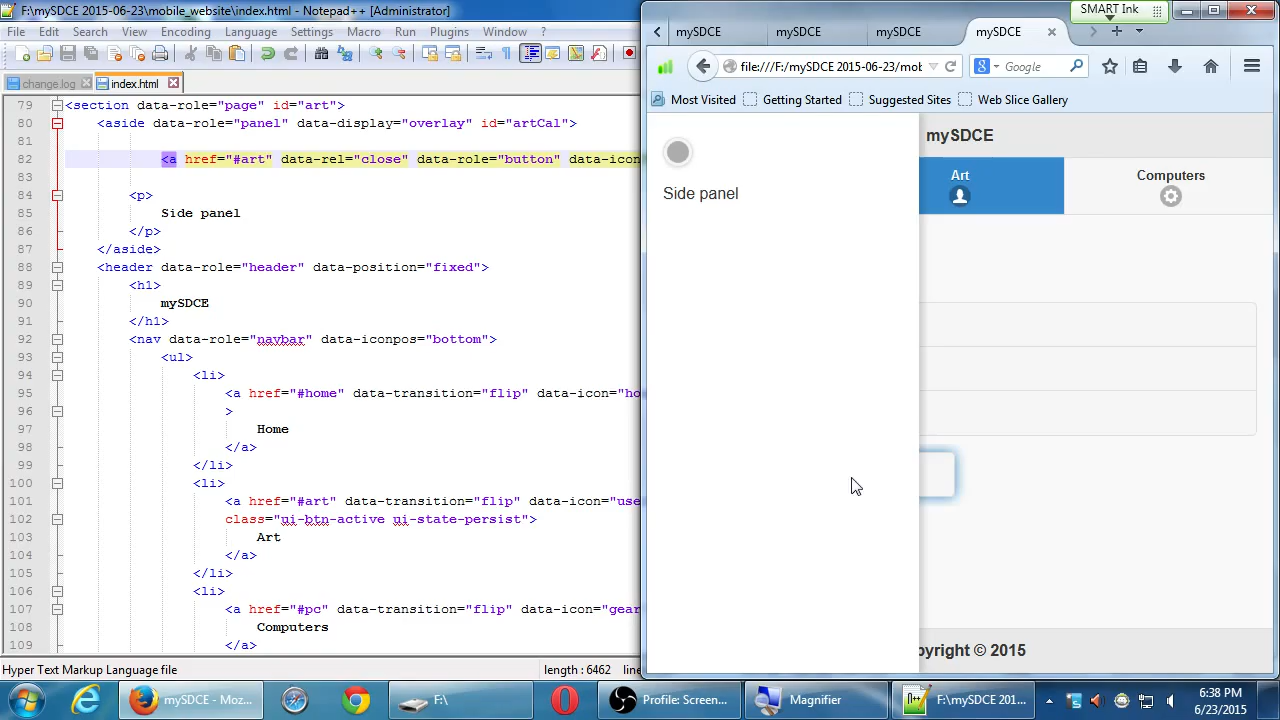 F:\mySDCE 2015-06-23\mobile_website\index.html - Notepad++ [Administrator]
File Edit Search View Encoding Language Settings Macro Run Plugins Window ?
change.log index.html
79 <section data-role="page" id="art">
80 <aside data-role="panel" data-display="overlay" id="artCal">
81
82 <a href="#art" data-rel="close" data-role="button" data-icon
83
84 <p>
85 Side panel
86 </p>
87 </aside>
88 <header data-role="header" data-position="fixed">
89 <h1>
90 mySDCE
91 </h1>
92 <nav data-role="navbar" data-iconpos="bottom">
93 <ul>
94 <li>
95 <a href="#home" data-transition="flip" data-icon="ho
96 >
97 Home
98 </a>
99 </li>
100 <li>
101 <a href="#art" data-transition="flip" data-icon="use
102 class="ui-btn-active ui-state-persist">
103 Art
104 </a>
105 </li>
106 <li>
107 <a href="#pc" data-transition="flip" data-icon="gear
108 Computers
109 </a>
Hyper Text Markup Language file length : 6462 line
SMART Ink
mySDCE mySDCE mySDCE mySDCE
file:///F:/mySDCE 2015-06-23/mob Google
Most Visited Getting Started Suggested Sites Web Slice Gallery
mySDCE
Art Computers
Side panel
pyright © 2015
mySDCE - Moz... F:\ Profile: Screen... Magnifier F:\mySDCE 201... 6:38 PM
6/23/2015